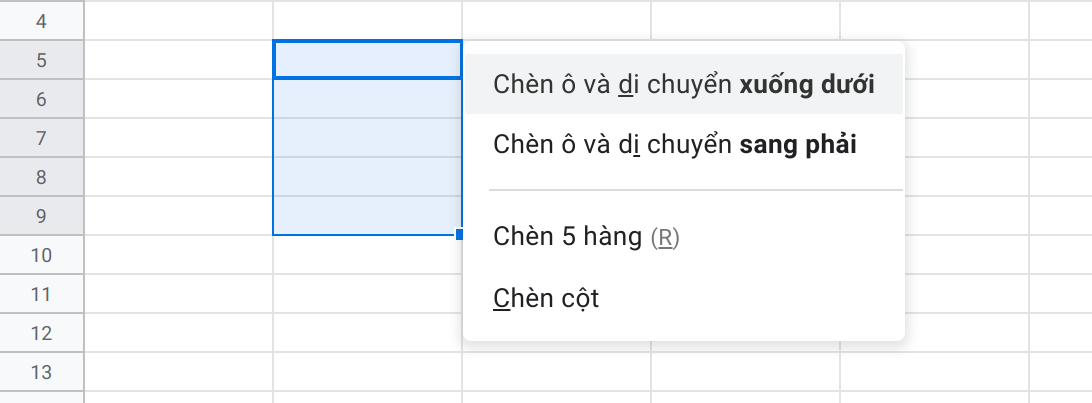 4
5
6
7
8
9
10
11
12
13
Chèn ô và di chuyển xuống dưới
Chèn ô và di chuyển sang phải
Chèn 5 hàng (R)
Chèn cột